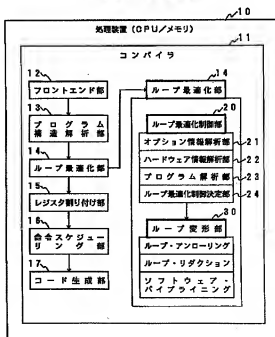 10
処理装置(CPU/メモリ)
11
コンパイラ
12
フロントエンド部
13
プログラム
構造解析部
14
ループ最適化部
15
レジスタ割り付け部
16
命令スケジュー
リング部
17
コード生成部
14
ループ最適化部
20
ループ最適化制御部
オプション情報解析部
21
ハードウェア情報解析部
22
プログラム解析部
23
ループ最適化制御決定部
24
30
ループ変形部
ループ・アンローリング
ループ・リダクション
ソフトウェア・
パイプライニング